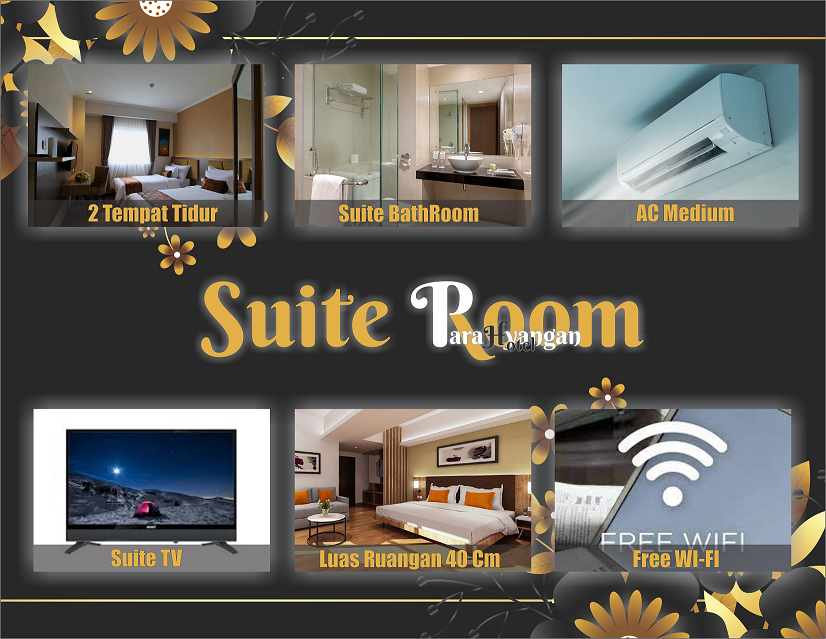 2 Tempat Tidur
Suite BathRoom
AC Medium
Suite Room
ParaHyangan
Hotel
Suite TV
Luas Ruangan 40 Cm
FREE WIFI
Free WI-FI